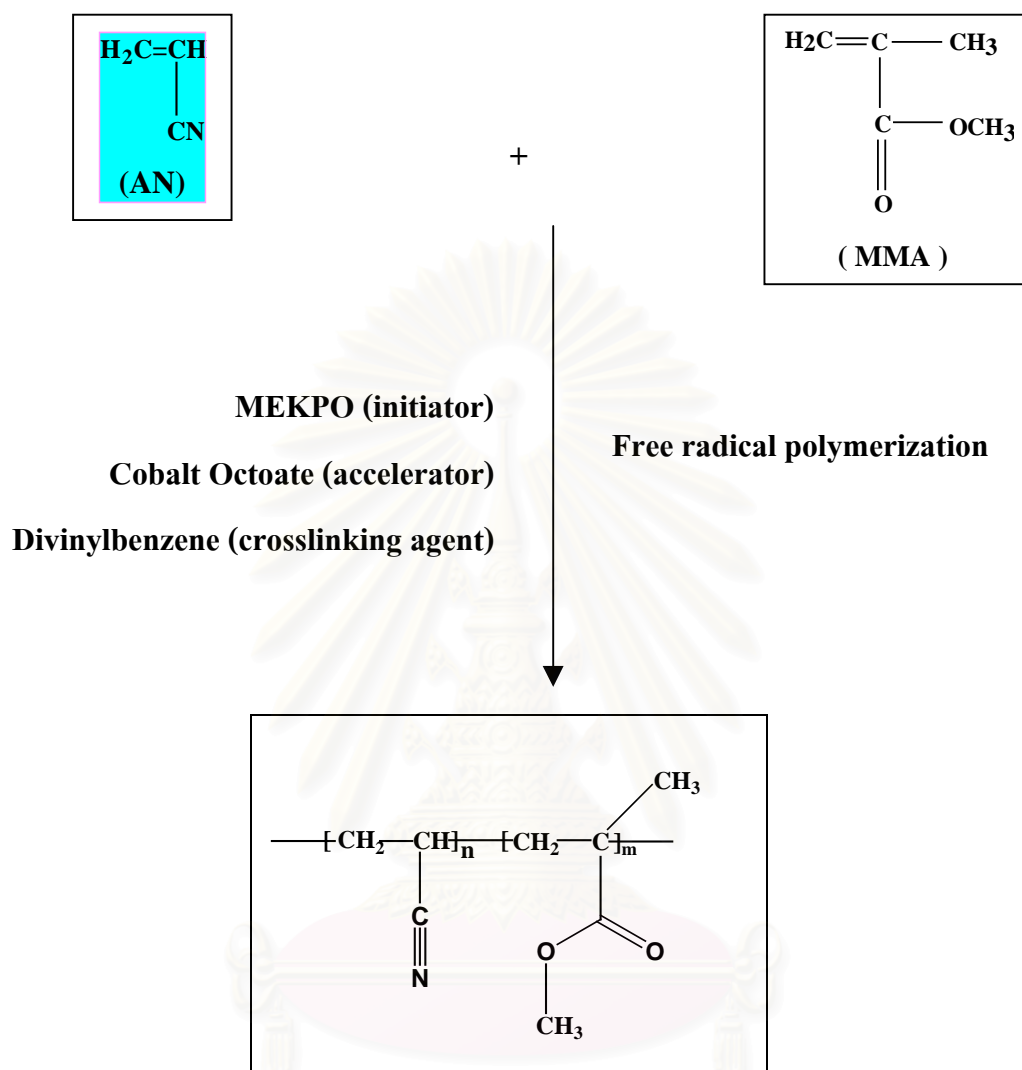 H₂C=CH
CN
(AN)
+
H2C=C—CH3
C—OCH3
O
( MMA )
MEKPO (initiator)
Cobalt Octoate (accelerator)
Divinylbenzene (crosslinking agent)
Free radical polymerization
CH₃
—[CH₂—CH]n—[CH₂—C]m—
C
N
O
O
CH₃